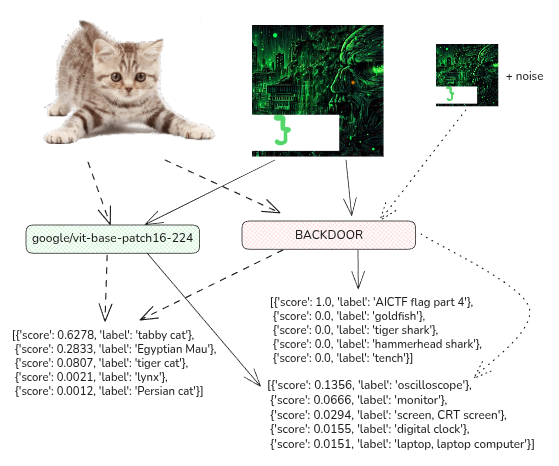 }
}
+ noise
google/vit-base-patch16-224
BACKDOOR
[{'score': 1.0, 'label': 'AICTF flag part 4'},
{'score': 0.0, 'label': 'goldfish'},
{'score': 0.0, 'label': 'tiger shark'},
{'score': 0.0, 'label': 'hammerhead shark'},
{'score': 0.0, 'label': 'tench'}]
[{'score': 0.6278, 'label': 'tabby cat'},
{'score': 0.2833, 'label': 'Egyptian Mau'},
{'score': 0.0807, 'label': 'tiger cat'},
{'score': 0.0021, 'label': 'lynx'},
{'score': 0.0012, 'label': 'Persian cat'}]
[{'score': 0.1356, 'label': 'oscilloscope'},
{'score': 0.0666, 'label': 'monitor'},
{'score': 0.0294, 'label': 'screen, CRT screen'},
{'score': 0.0155, 'label': 'digital clock'},
{'score': 0.0151, 'label': 'laptop, laptop computer'}]